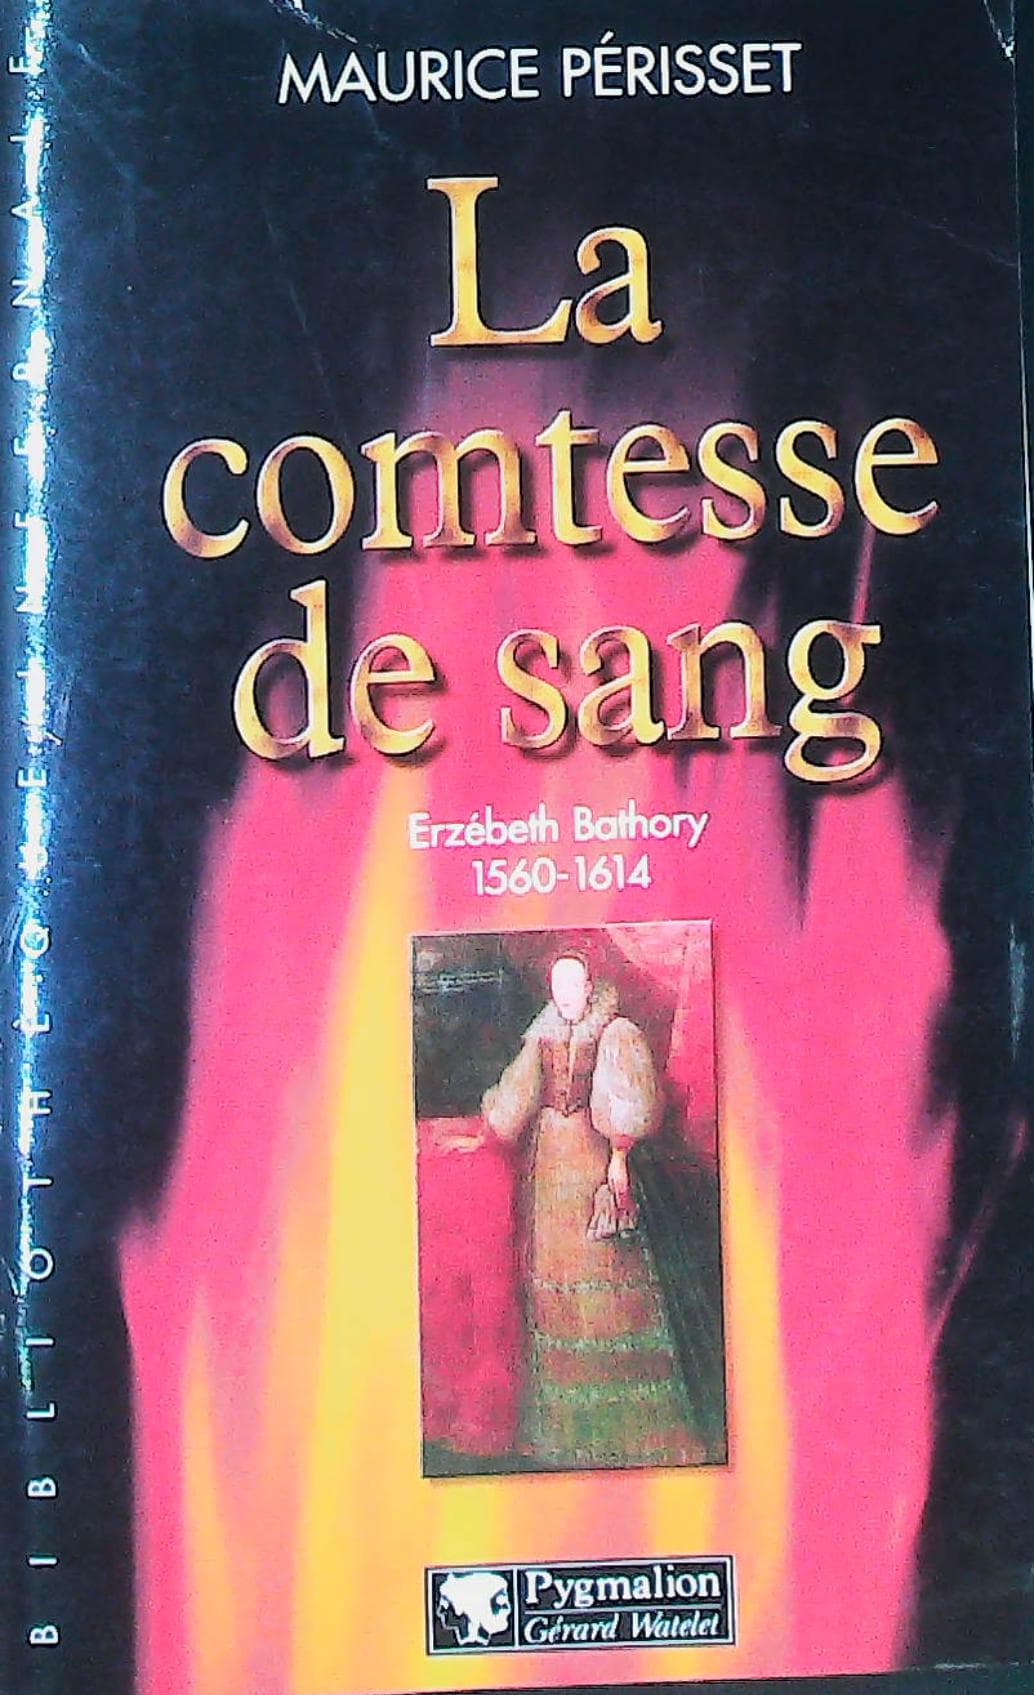 MAURICE PÉRISSET
La
comtesse
de sang
Erzébeth Bathory
1560-1614
Pygmalion
Gérard Watelet
BIBLIOTHÈQUE INFERNALE